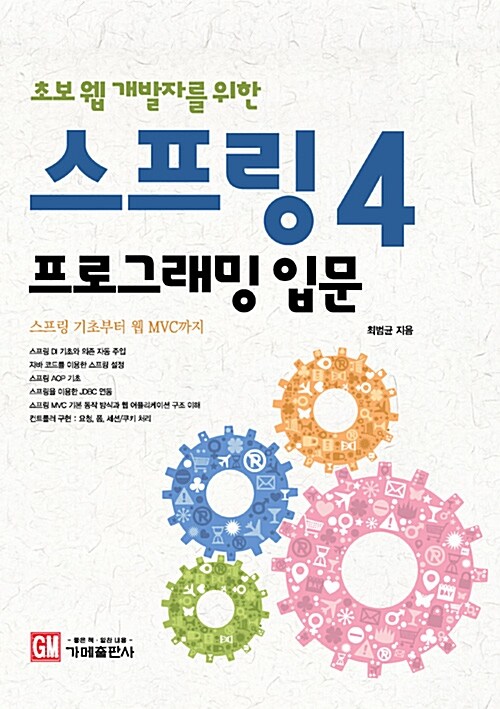 초보 웹 개발자를 위한
스프링 4
프로그래밍 입문
스프링 기초부터 웹 MVC까지
최범균 지음
스프링 DI 기초와 의존 자동 주입
자바 코드를 이용한 스프링 설정
스프링 AOP 기초
스프링을 이용한 JDBC 연동
스프링 MVC 기본 동작 방식과 웹 어플리케이션 구조 이해
컨트롤러 구현 : 요청, 폼, 세션/쿠키 처리
GM
- 좋은 책 · 알찬 내용 -
가메출판사